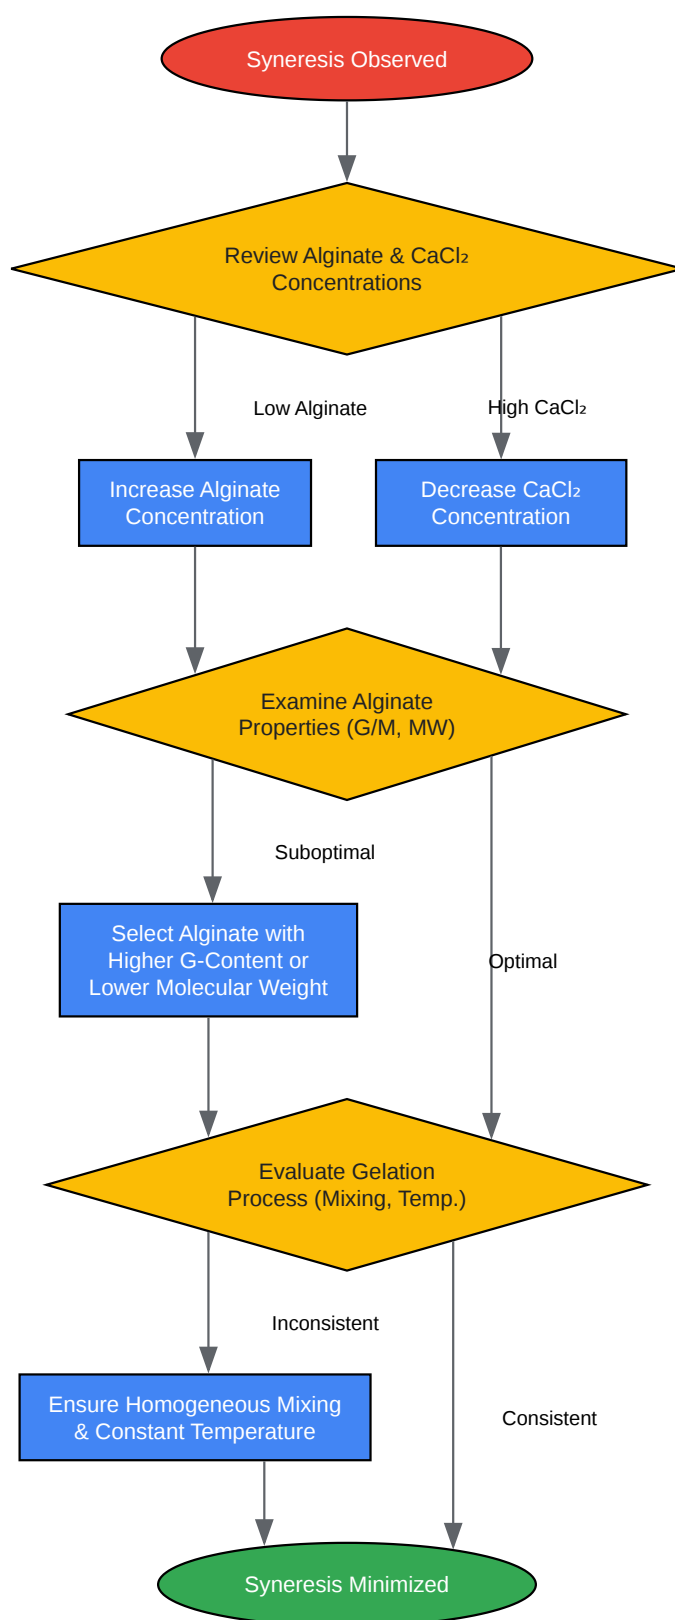 Syneresis Observed
Review Alginate & CaCl₂
Concentrations
Low Alginate
High CaCl₂
Increase Alginate
Concentration
Decrease CaCl₂
Concentration
Examine Alginate
Properties (G/M, MW)
Suboptimal
Select Alginate with
Higher G-Content or
Lower Molecular Weight
Optimal
Evaluate Gelation
Process (Mixing, Temp.)
Inconsistent
Ensure Homogeneous Mixing
& Constant Temperature
Consistent
Syneresis Minimized